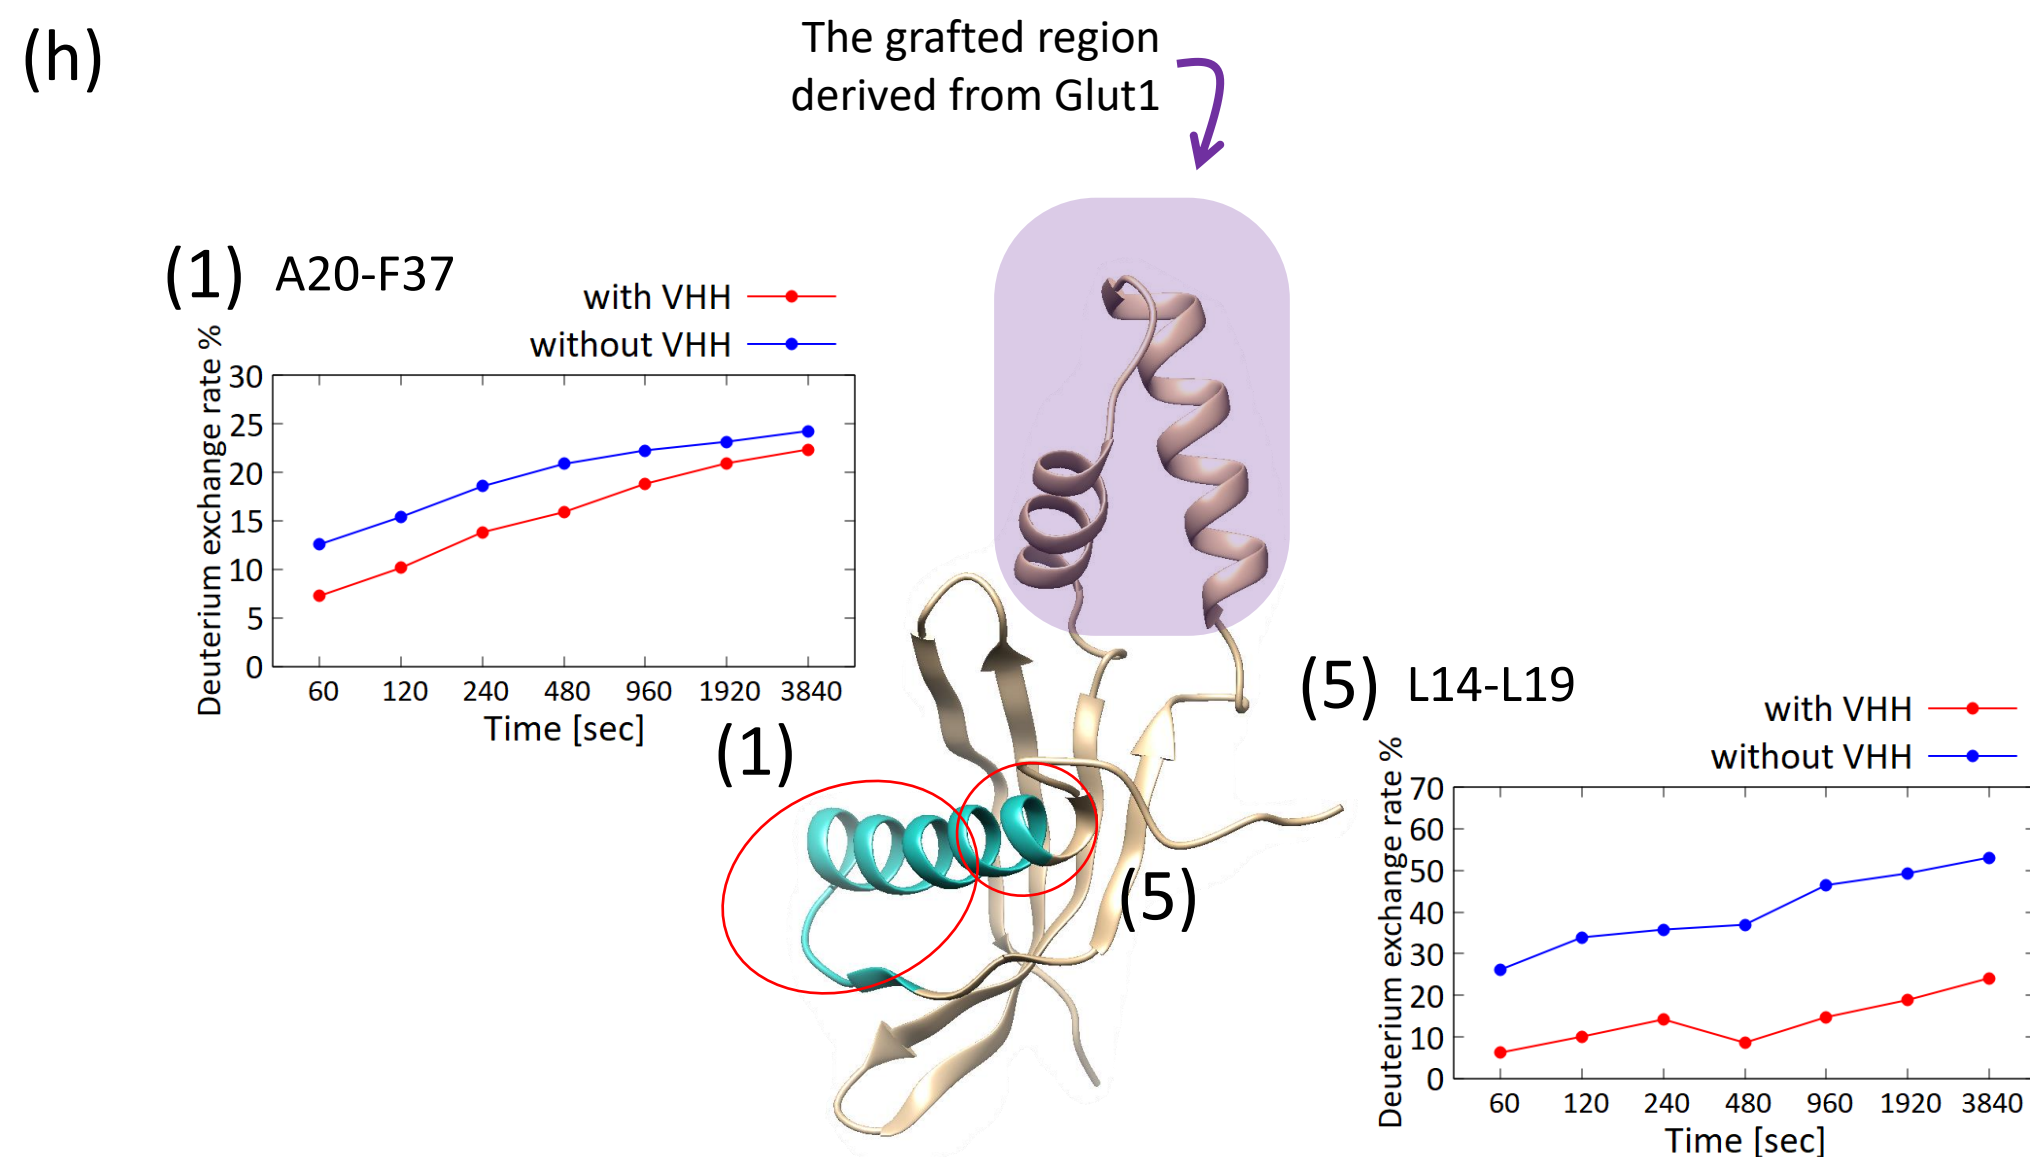 (h)
The grafted region
derived from Glut1
(1) A20-F37
with VHH
without VHH
Deuterium exchange rate %
30
25
20
15
10
5
0
60 120 240 480 960 1920 3840
Time [sec]
(1)
(5)
(5) L14-L19
with VHH
without VHH
Deuterium exchange rate %
70
60
50
40
30
20
10
0
60 120 240 480 960 1920 3840
Time [sec]